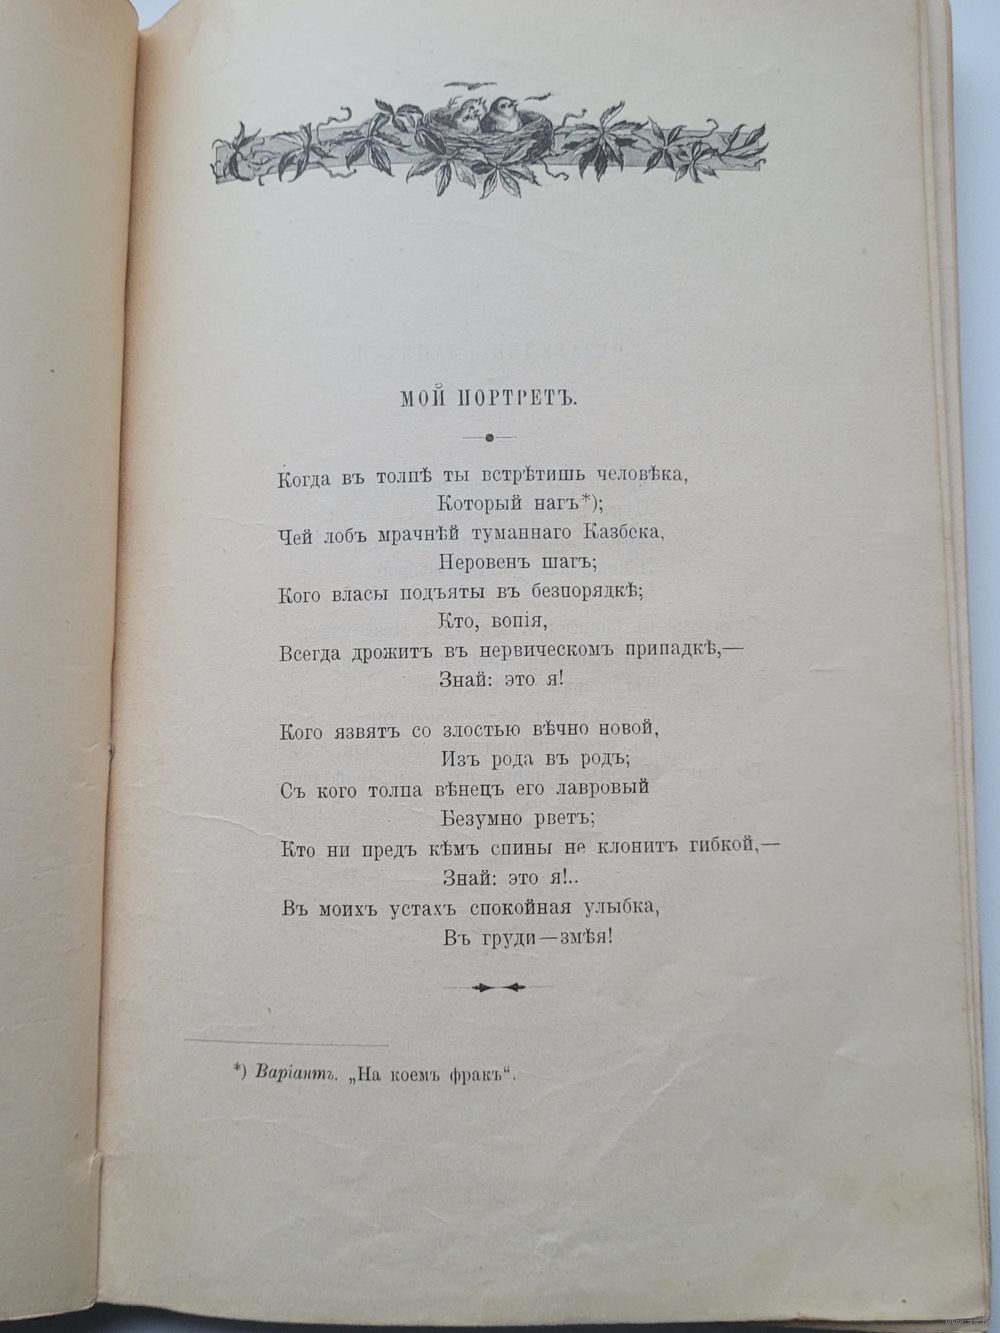 МОЙ ПОРТРЕТЪ.
Когда въ толпѣ ты встрѣтишь человѣка,
Который нагъ*);
Чей лобъ мрачнѣй туманнаго Казбека,
Неровенъ шагъ;
Кого власы подъяты въ безпорядкѣ;
Кто, вопія,
Всегда дрожитъ въ нервическомъ припадкѣ,—
Знай: это я!
Кого язвятъ со злостью вѣчно новой,
Изъ рода въ родъ;
Съ кого толпа вѣнецъ его лавровый
Безумно рветъ;
Кто ни предъ кѣмъ спины не клонитъ гибкой,—
Знай: это я!..
Въ моихъ устахъ спокойная улыбка,
Въ груди—змѣя!
*) Варіантъ. „На коемъ фракъ“.